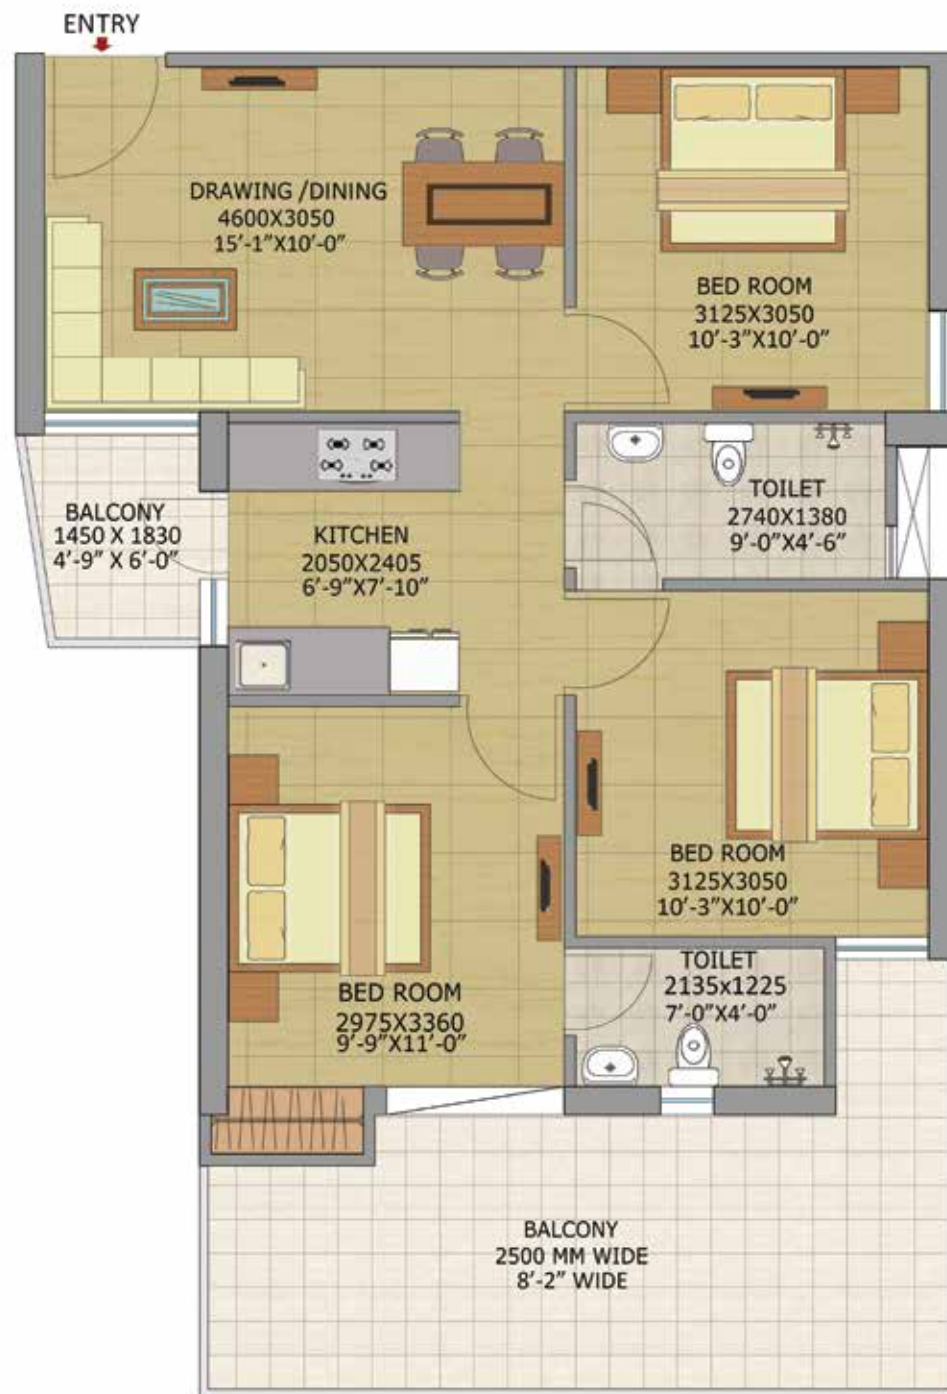 ENTRY
DRAWING /DINING
4600X3050
15'-1"X10'-0"
BED ROOM
3125X3050
10'-3"X10'-0"
BALCONY
1450 X 1830
4'-9" X 6'-0"
KITCHEN
2050X2405
6'-9"X7'-10"
TOILET
2740X1380
9'-0"X4'-6"
BED ROOM
3125X3050
10'-3"X10'-0"
BED ROOM
2975X3360
9'-9"X11'-0"
TOILET
2135x1225
7'-0"X4'-0"
BALCONY
2500 MM WIDE
8'-2" WIDE